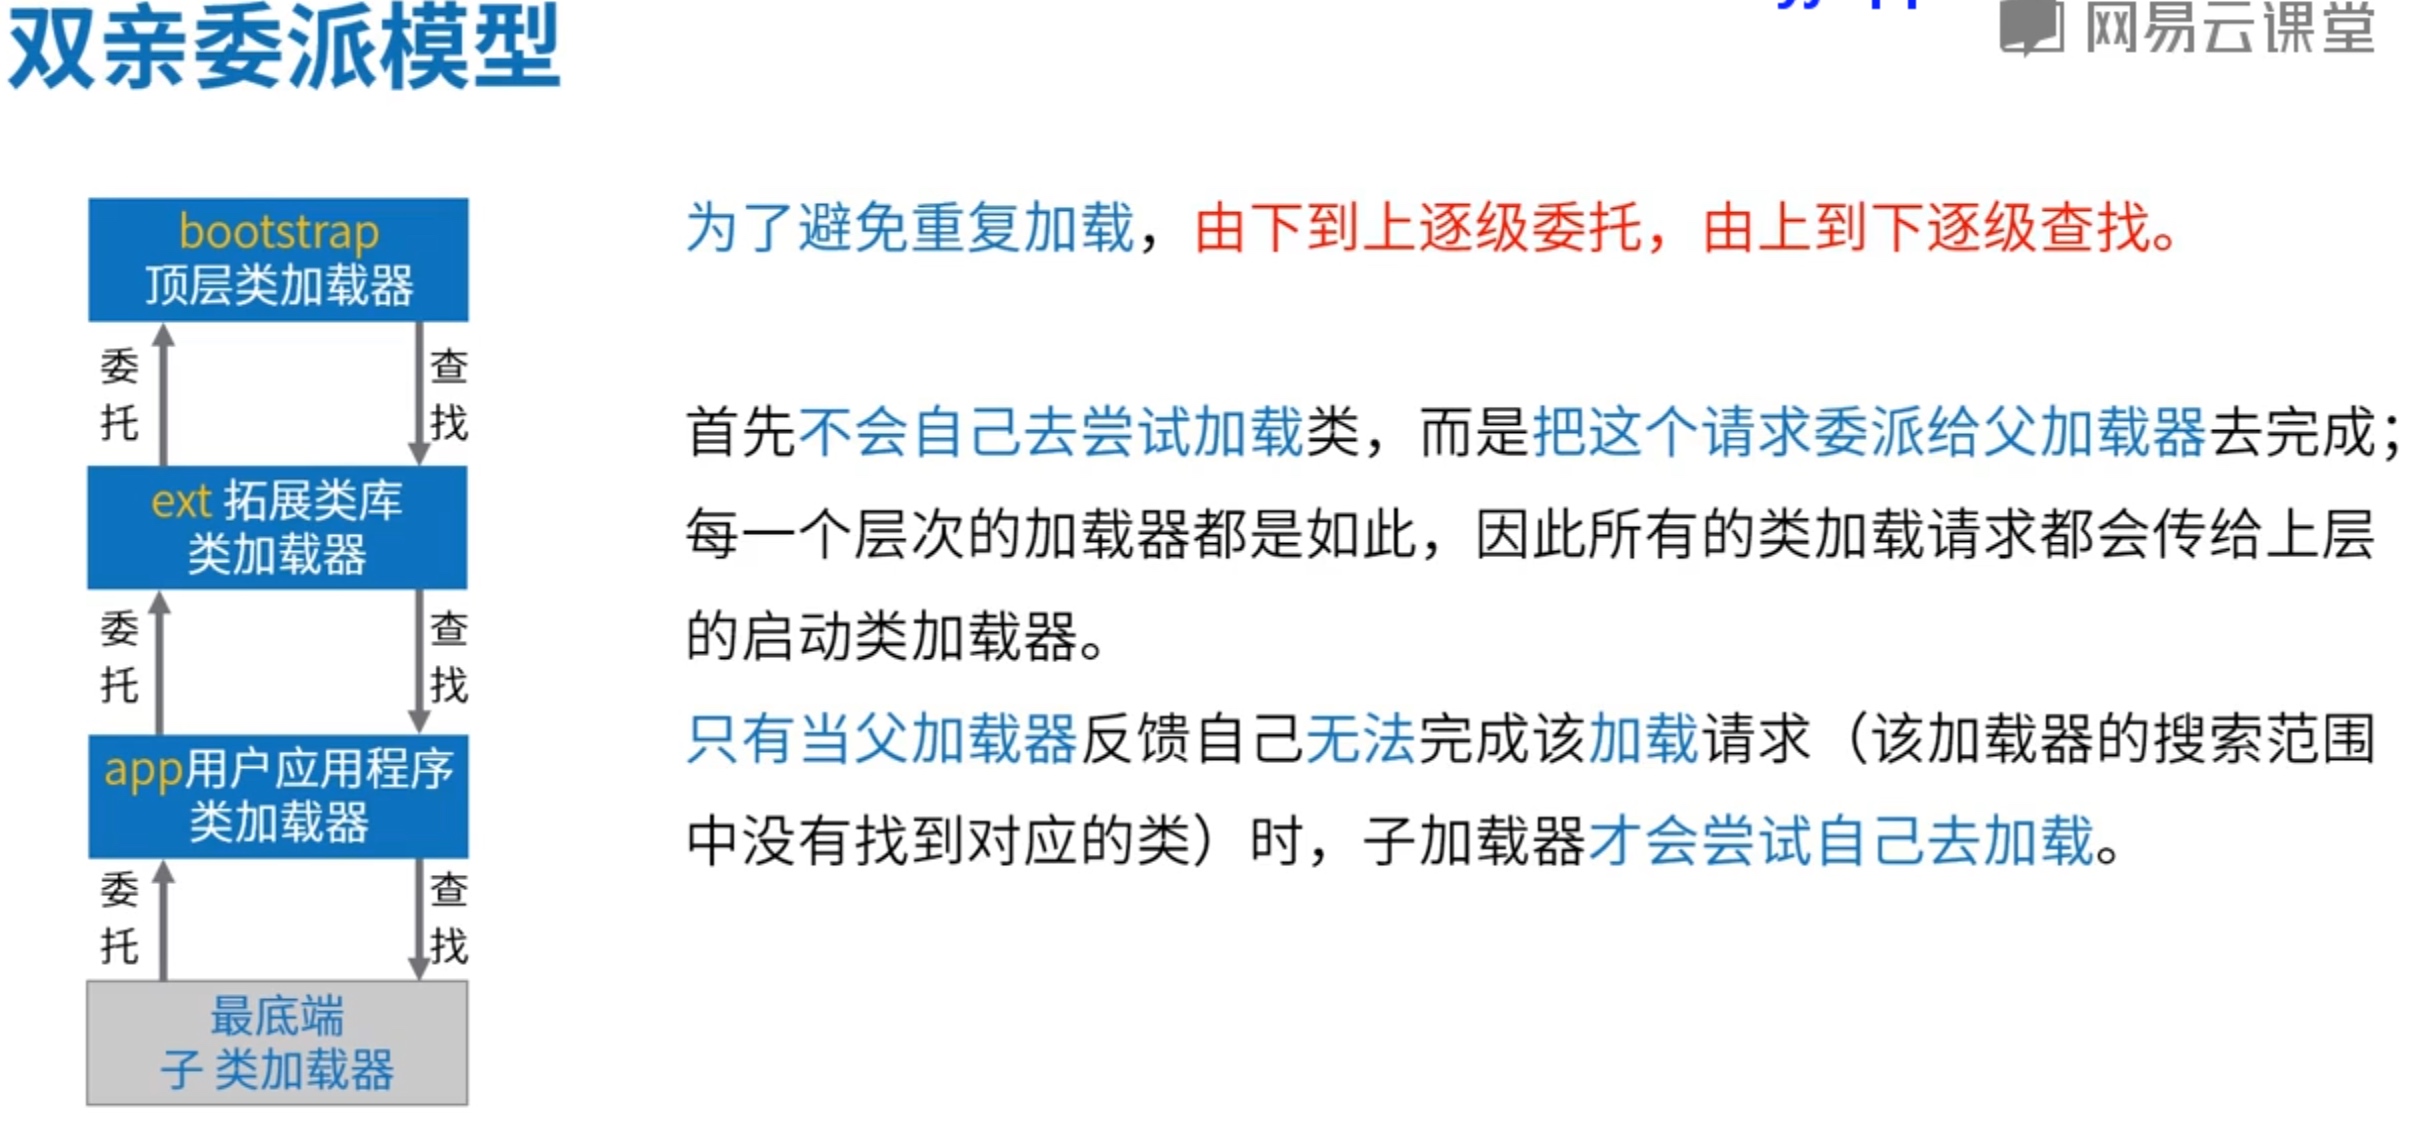 双亲委派模型
网易云课堂
bootstrap
顶层类加载器
委托
查找
ext 拓展类库
类加载器
委托
查找
app用户应用程序
类加载器
委托
查找
最底端
子 类加载器
为了避免重复加载，由下到上逐级委托，由上到下逐级查找。
首先不会自己去尝试加载类，而是把这个请求委派给父加载器去完成；
每一个层次的加载器都是如此，因此所有的类加载请求都会传给上层
的启动类加载器。
只有当父加载器反馈自己无法完成该加载请求（该加载器的搜索范围
中没有找到对应的类）时，子加载器才会尝试自己去加载。